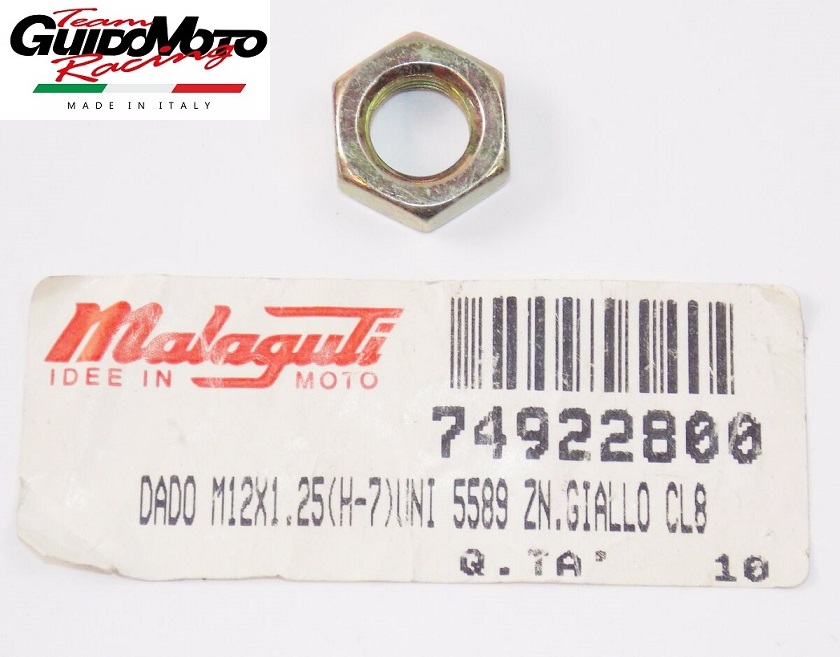 Team
GUIDOMOTO
Racing
MADE IN ITALY
Malaguti
IDEE IN MOTO
74922800
DADO M12X1.25(H-7)UNI 5589 ZN.GIALLO CL8
Q.TA' 10